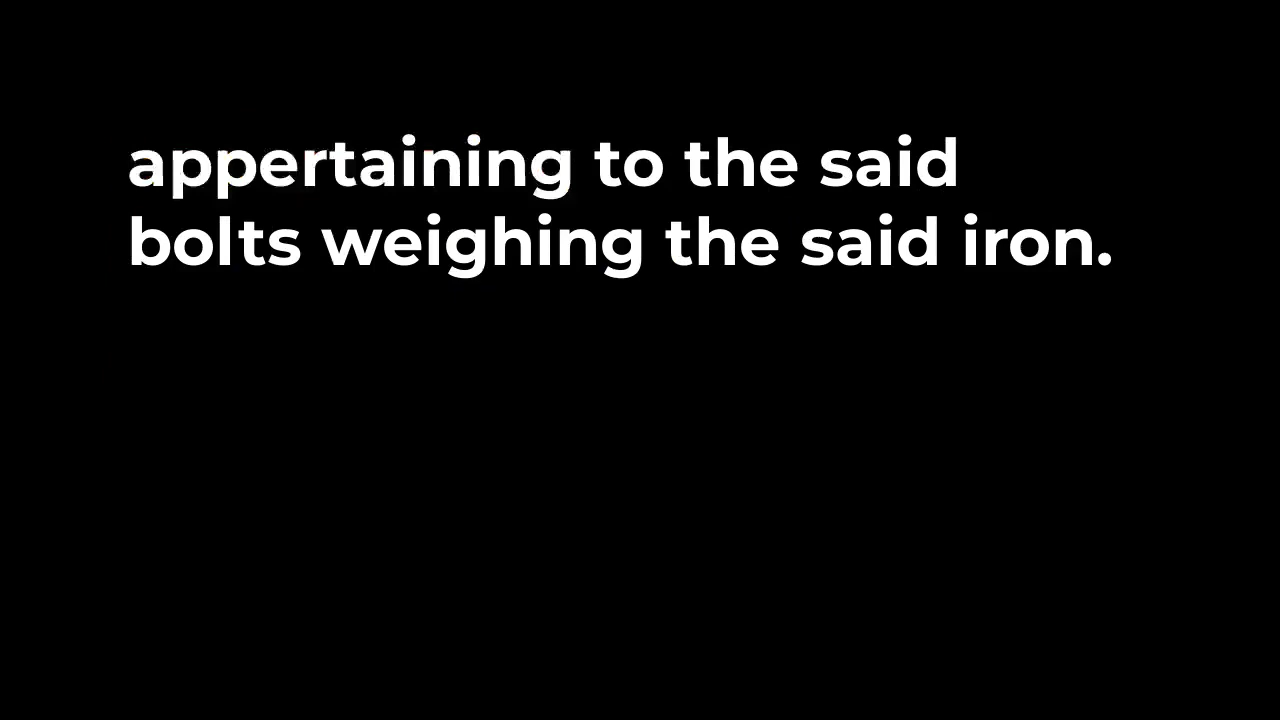 appertaining to the said
bolts weighing the said iron.